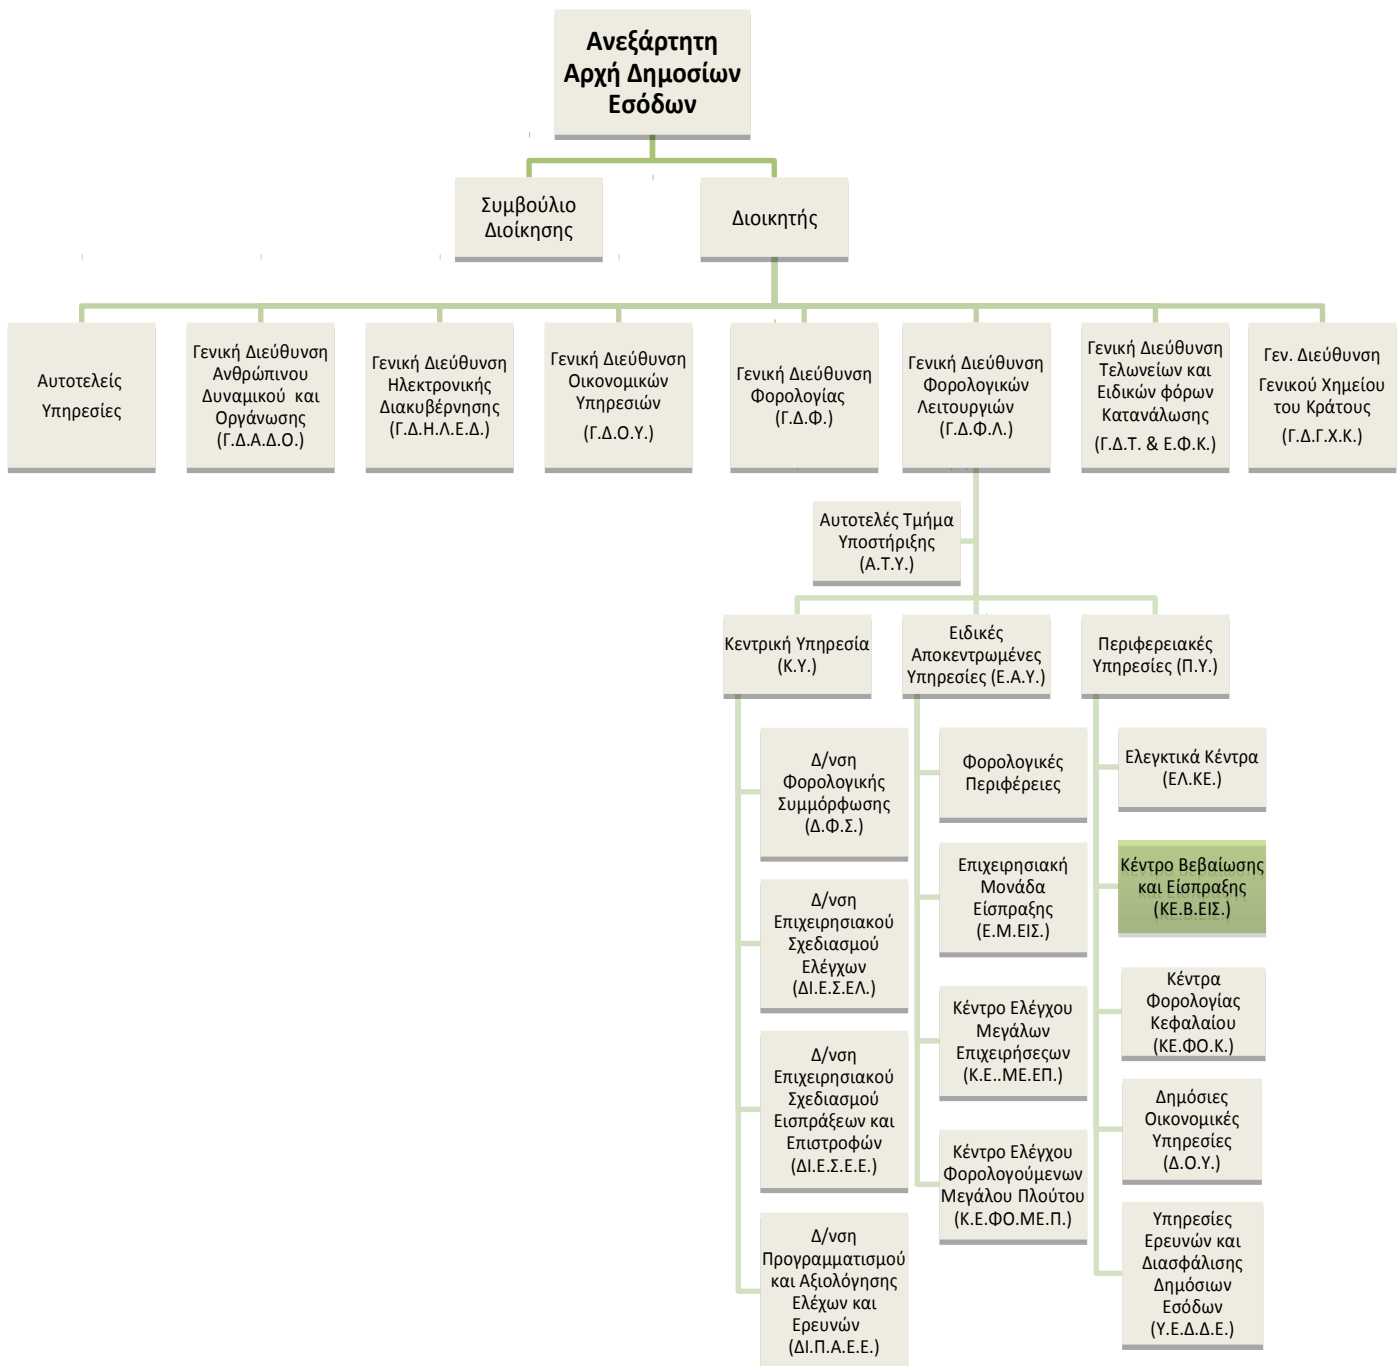 Ανεξάρτητη
Αρχή Δημοσίων
Εσόδων
Συμβούλιο
Διοίκησης
Διοικητής
Αυτοτελείς
Υπηρεσίες
Γενική Διεύθυνση
Ανθρώπινου
Δυναμικού και
Οργάνωσης
(Γ.Δ.Α.Δ.Ο.)
Γενική Διεύθυνση
Ηλεκτρονικής
Διακυβέρνησης
(Γ.Δ.Η.Λ.Ε.Δ.)
Γενική Διεύθυνση
Οικονομικών
Υπηρεσιών
(Γ.Δ.Ο.Υ.)
Γενική Διεύθυνση
Φορολογίας
(Γ.Δ.Φ.)
Γενική Διεύθυνση
Φορολογικών
Λειτουργιών
(Γ.Δ.Φ.Λ.)
Γενική Διεύθυνση
Τελωνείων και
Ειδικών φόρων
Κατανάλωσης
(Γ.Δ.Τ. & Ε.Φ.Κ.)
Γεν. Διεύθυνση
Γενικού Χημείου
του Κράτους
(Γ.Δ.Γ.Χ.Κ.)
Αυτοτελές Τμήμα
Υποστήριξης
(Α.Τ.Υ.)
Κεντρική Υπηρεσία
(Κ.Υ.)
Ειδικές
Αποκεντρωμένες
Υπηρεσίες (Ε.Α.Υ.)
Περιφερειακές
Υπηρεσίες (Π.Υ.)
Δ/νση
Φορολογικής
Συμμόρφωσης
(Δ.Φ.Σ.)
Δ/νση
Επιχειρησιακού
Σχεδιασμού
Ελέγχων
(ΔΙ.Ε.Σ.ΕΛ.)
Δ/νση
Επιχειρησιακού
Σχεδιασμού
Εισπράξεων και
Επιστροφών
(ΔΙ.Ε.Σ.Ε.Ε.)
Δ/νση
Προγραμματισμού
και Αξιολόγησης
Ελέχων και
Ερευνών
(ΔΙ.Π.Α.Ε.Ε.)
Φορολογικές
Περιφέρειες
Επιχειρησιακή
Μονάδα
Είσπραξης
(Ε.Μ.ΕΙΣ.)
Κέντρο Ελέγχου
Μεγάλων
Επιχειρήσεςων
(Κ.Ε..ΜΕ.ΕΠ.)
Κέντρο Ελέγχου
Φορολογούμενων
Μεγάλου Πλούτου
(Κ.Ε.ΦΟ.ΜΕ.Π.)
Ελεγκτικά Κέντρα
(ΕΛ.ΚΕ.)
Κέντρο Βεβαίωσης
και Είσπραξης
(ΚΕ.Β.ΕΙΣ.)
Κέντρα
Φορολογίας
Κεφαλαίου
(ΚΕ.ΦΟ.Κ.)
Δημόσιες
Οικονομικές
Υπηρεσίες
(Δ.Ο.Υ.)
Υπηρεσίες
Ερευνών και
Διασφάλισης
Δημόσιων
Εσόδων
(Υ.Ε.Δ.Δ.Ε.)